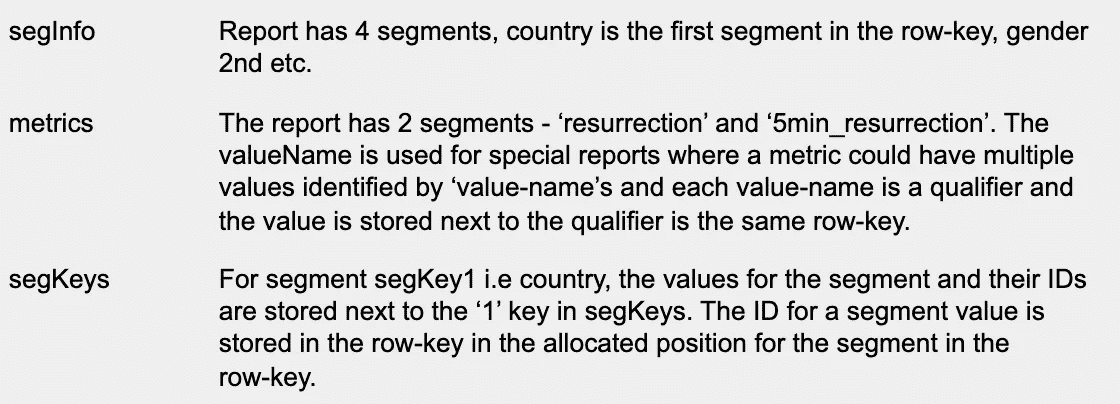 segInfo Report has 4 segments, country is the first segment in the row-key, gender
2nd etc.
metrics The report has 2 segments - ‘resurrection’ and ‘5min_resurrection’. The
valueName is used for special reports where a metric could have multiple
values identified by ‘value-name’s and each value-name is a qualifier and
the value is stored next to the qualifier is the same row-key.
segKeys For segment segKey1 i.e country, the values for the segment and their IDs
are stored next to the ‘1’ key in segKeys. The ID for a segment value is
stored in the row-key in the allocated position for the segment in the
row-key.